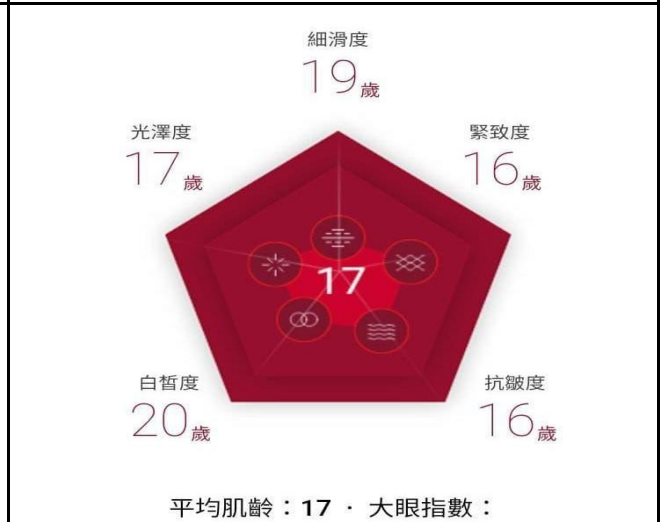 細滑度
19歲
光澤度
17歲
緊致度
16歲
17
白皙度
20歲
抗皺度
16歲
平均肌齡：17 · 大眼指數：